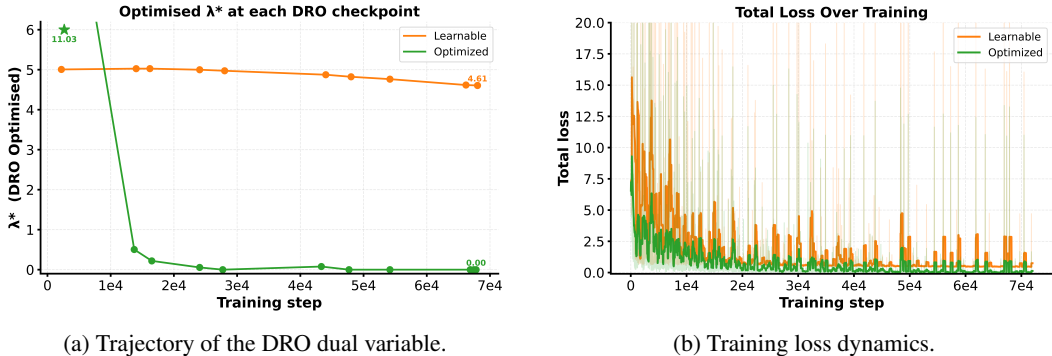 Optimised λ* at each DRO checkpoint
λ* (DRO Optimised)
6
5
4
3
2
1
0
11.03
4.61
0.00
Learnable
Optimized
0
1e4
2e4
3e4
4e4
5e4
6e4
7e4
Training step
(a) Trajectory of the DRO dual variable.
Total Loss Over Training
Total loss
20.0
17.5
15.0
12.5
10.0
7.5
5.0
2.5
0.0
Learnable
Optimized
0
1e4
2e4
3e4
4e4
5e4
6e4
7e4
Training step
(b) Training loss dynamics.